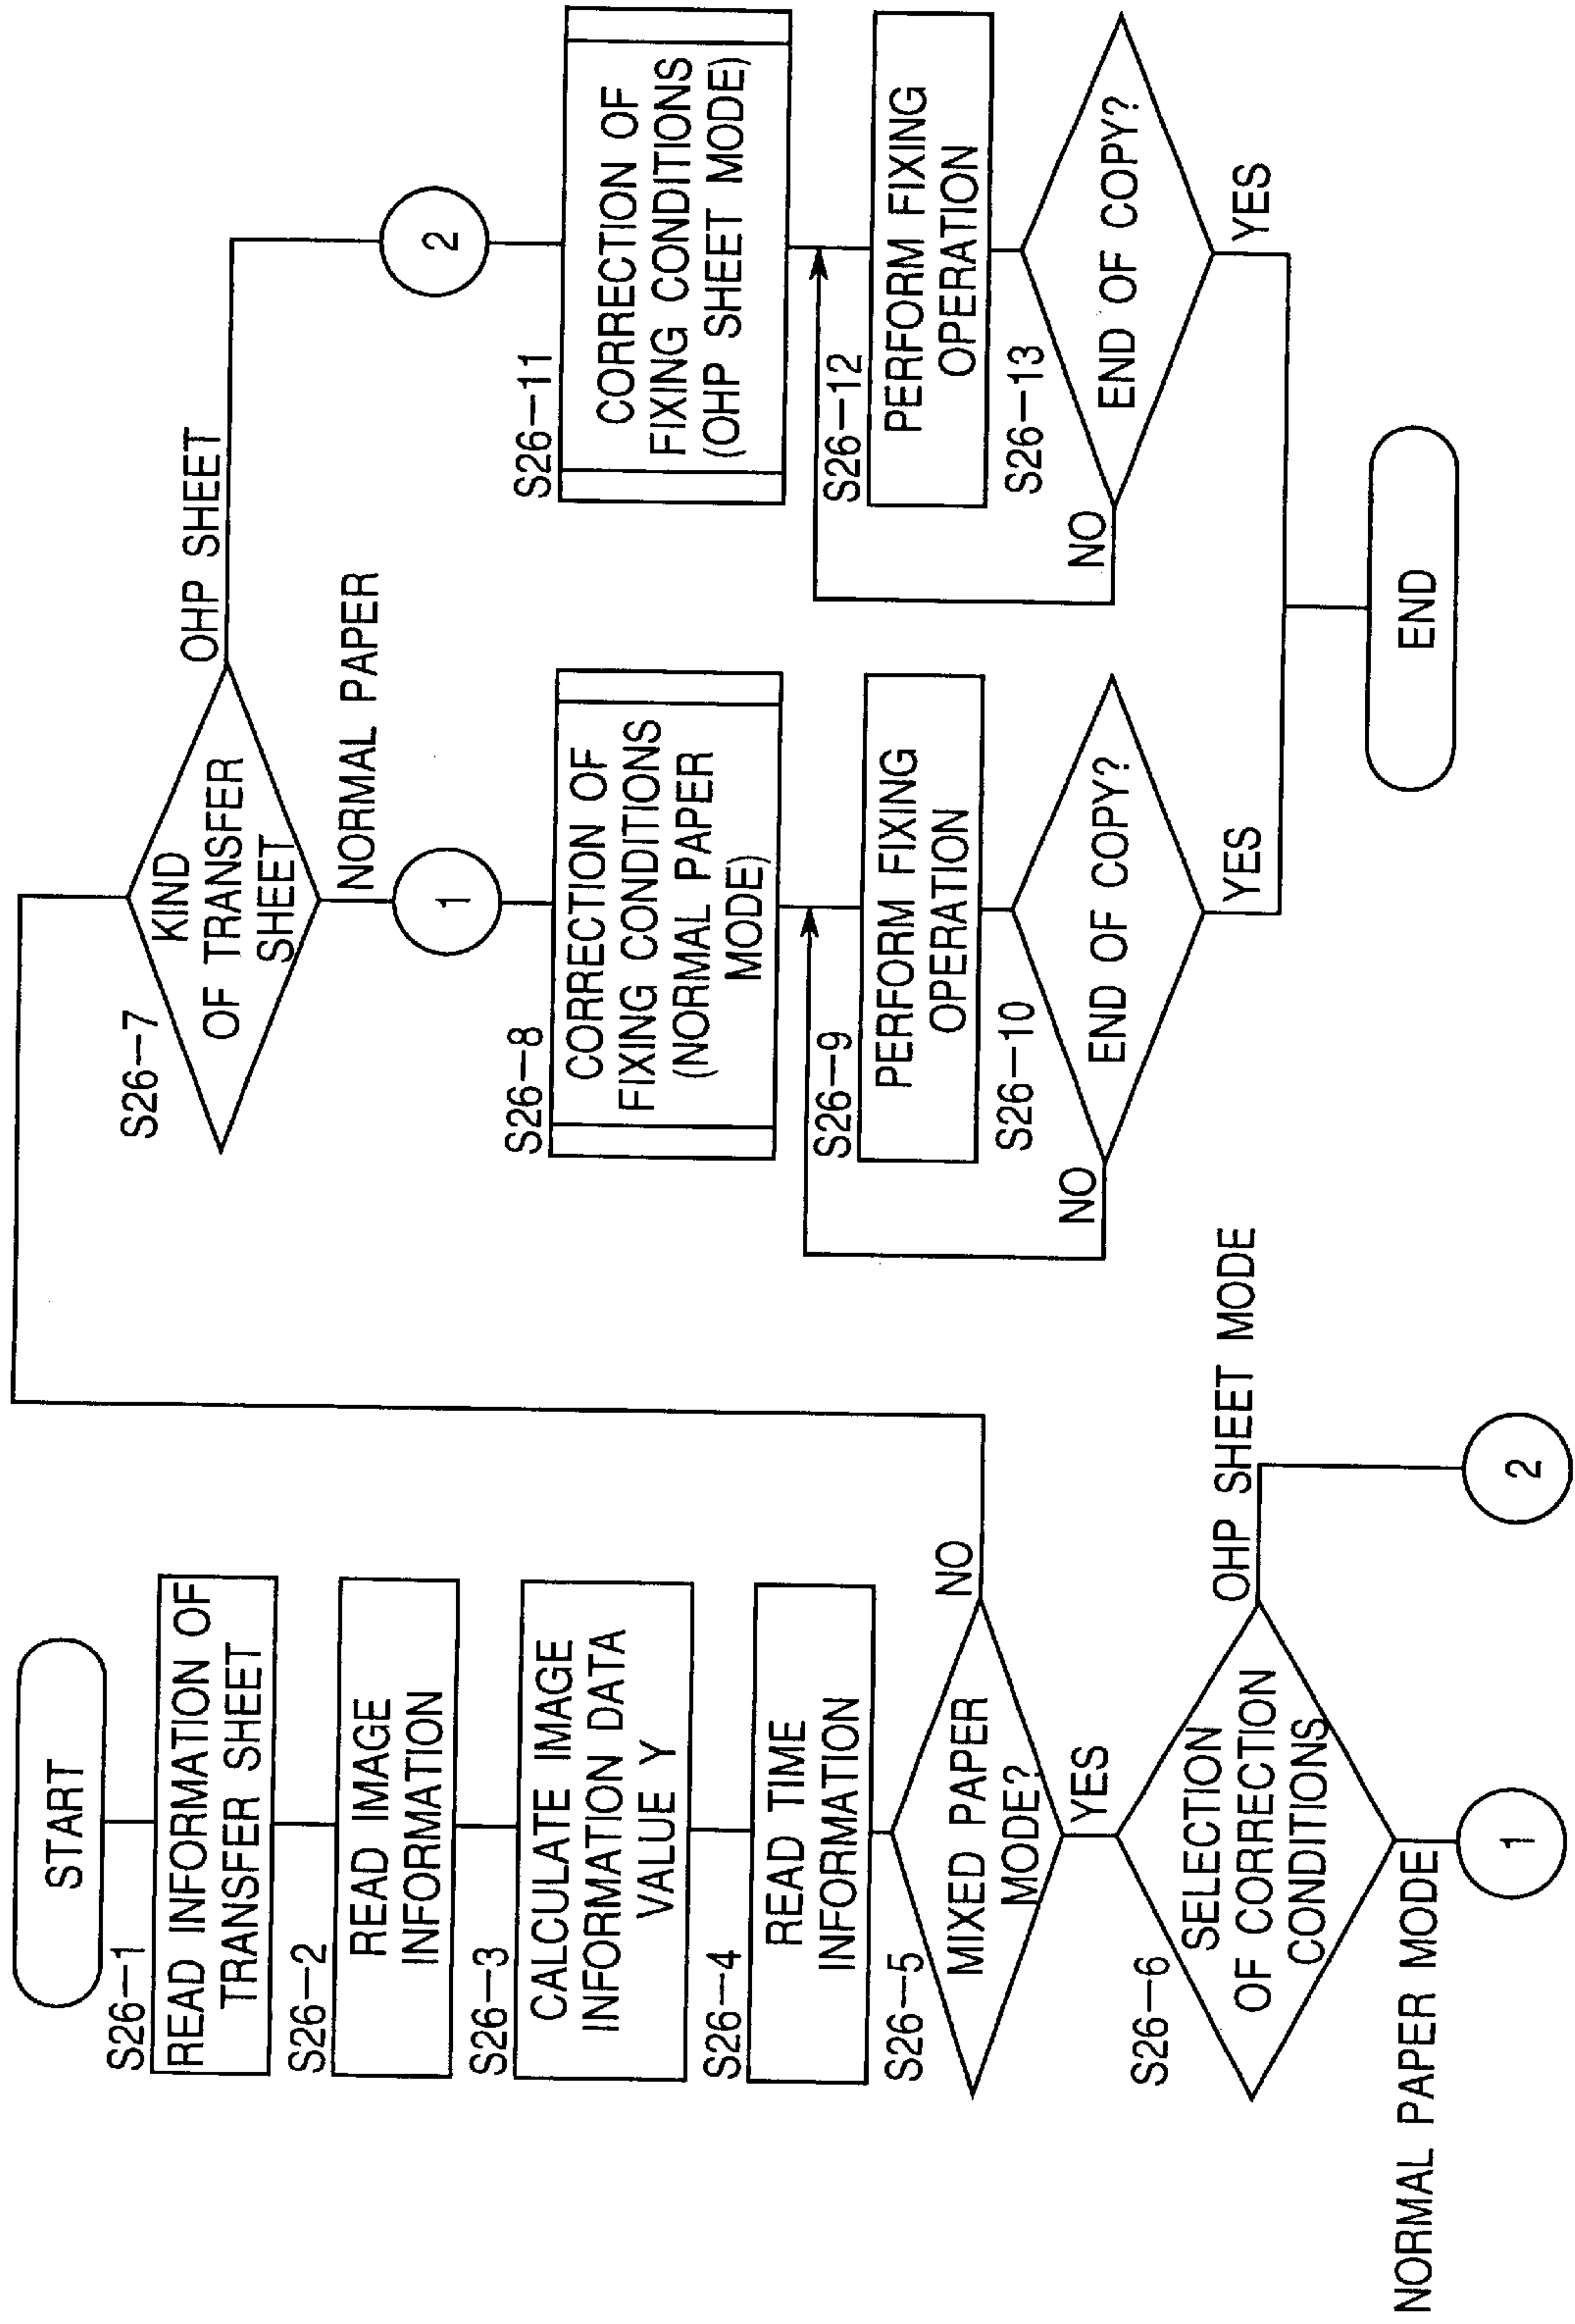 START
S26-1
READ INFORMATION OF
TRANSFER SHEET
S26-2
READ IMAGE
INFORMATION
S26-3
CALCULATE IMAGE
INFORMATION DATA
VALUE Y
S26-4
READ TIME
INFORMATION
S26-5
MIXED PAPER
MODE?
NO
YES
S26-6
SELECTION
OF CORRECTION
CONDITIONS
OHP SHEET MODE
2
NORMAL PAPER MODE
1
S26-7
KIND
OF TRANSFER
SHEET
OHP SHEET
NORMAL PAPER
1
S26-8
CORRECTION OF
FIXING CONDITIONS
(NORMAL PAPER
MODE)
S26-9
PERFORM FIXING
OPERATION
S26-10
END OF COPY?
NO
YES
2
S26-11
CORRECTION OF
FIXING CONDITIONS
(OHP SHEET MODE)
S26-12
PERFORM FIXING
OPERATION
S26-13
END OF COPY?
NO
YES
END